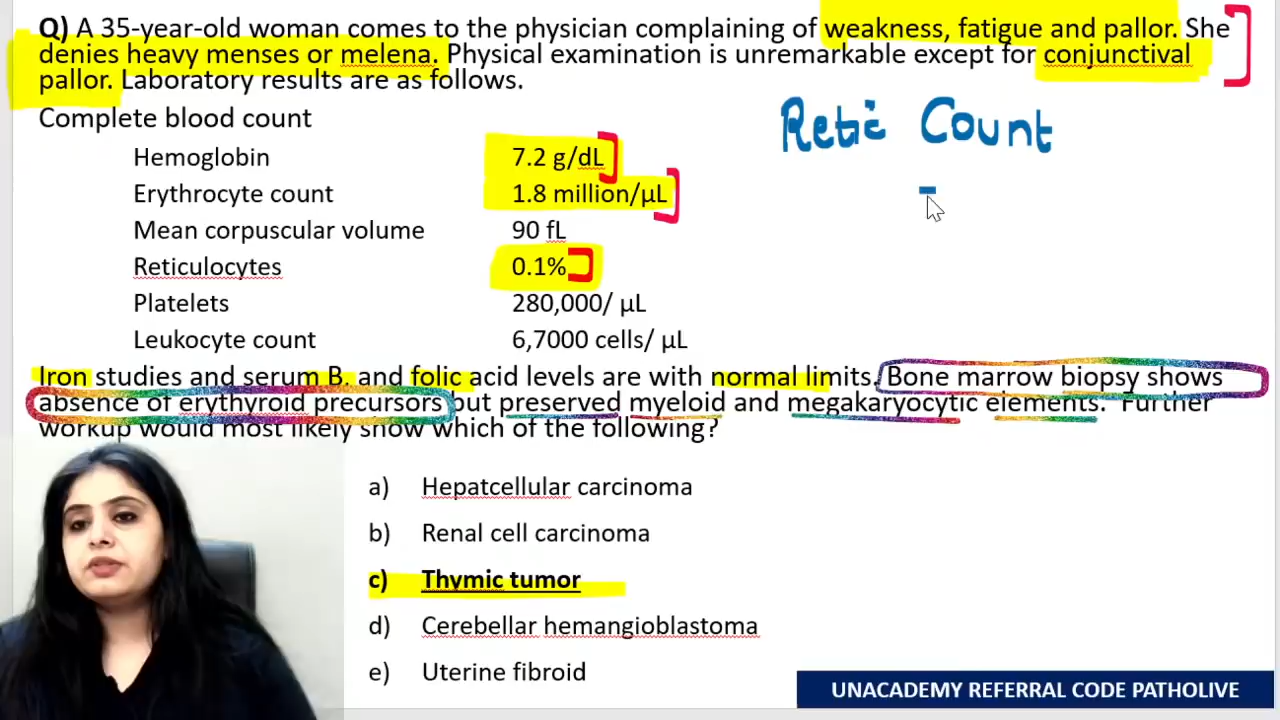 Q) A 35-year-old woman comes to the physician complaining of weakness, fatigue and pallor. She
denies heavy menses or melena. Physical examination is unremarkable except for conjunctival
pallor. Laboratory results are as follows.
Complete blood count
Retic Count
Hemoglobin 7.2 g/dL
Erythrocyte count 1.8 million/µL
Mean corpuscular volume 90 fL
Reticulocytes 0.1%
Platelets 280,000/ µL
Leukocyte count 6,7000 cells/ µL
Iron studies and serum B. and folic acid levels are with normal limits. Bone marrow biopsy shows
absence of erythroid precursor but preserved myeloid and megakaryocytic elements. Further
workup would most likely show which of the following?
a) Hepatcellular carcinoma
b) Renal cell carcinoma
c) Thymic tumor
d) Cerebellar hemangioblastoma
e) Uterine fibroid
UNACADEMY REFERRAL CODE PATHOLIVE